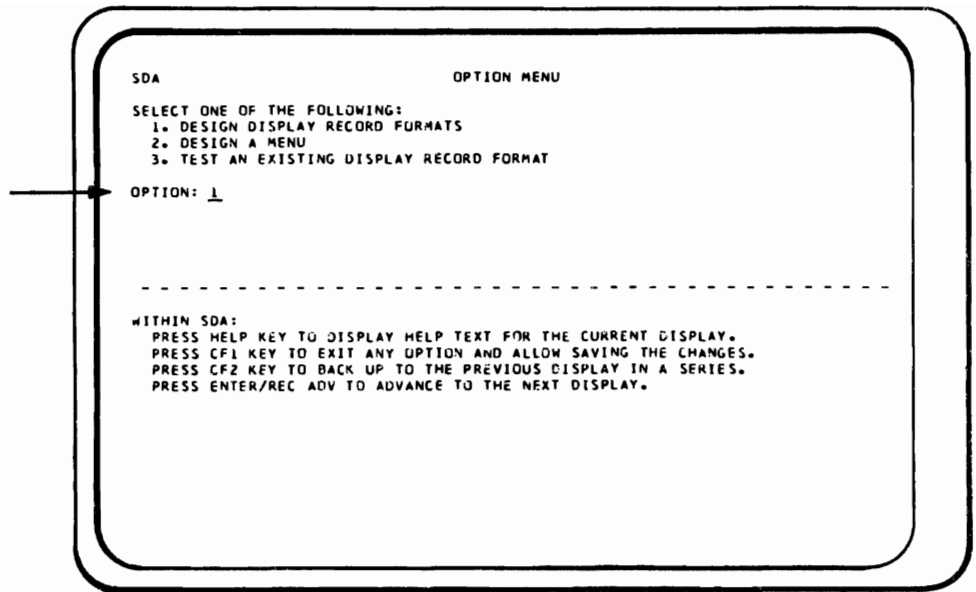 SDA OPTION MENU
SELECT ONE OF THE FOLLOWING:
1. DESIGN DISPLAY RECORD FORMATS
2. DESIGN A MENU
3. TEST AN EXISTING DISPLAY RECORD FORMAT
OPTION: 1
- - - - - - - - - - - - - - - - - - - - - - - - - - - - - - - - - - - - - - -
WITHIN SDA:
PRESS HELP KEY TO DISPLAY HELP TEXT FOR THE CURRENT DISPLAY.
PRESS CF1 KEY TO EXIT ANY OPTION AND ALLOW SAVING THE CHANGES.
PRESS CF2 KEY TO BACK UP TO THE PREVIOUS DISPLAY IN A SERIES.
PRESS ENTER/REC ADV TO ADVANCE TO THE NEXT DISPLAY.